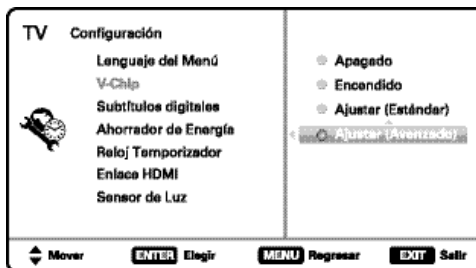 TV Configuración
Lenguaje del Menú
V-Chip
Subtítulos digitales
Ahorrador de Energía
Reloj Temporizador
Enlace HDMI
Sensor de Luz
Apagado
Encendido
Ajustar (Estándar)
Ajustar (Avanzado)
Mover ENTER Elegir MENU Regresar EXIT Salir